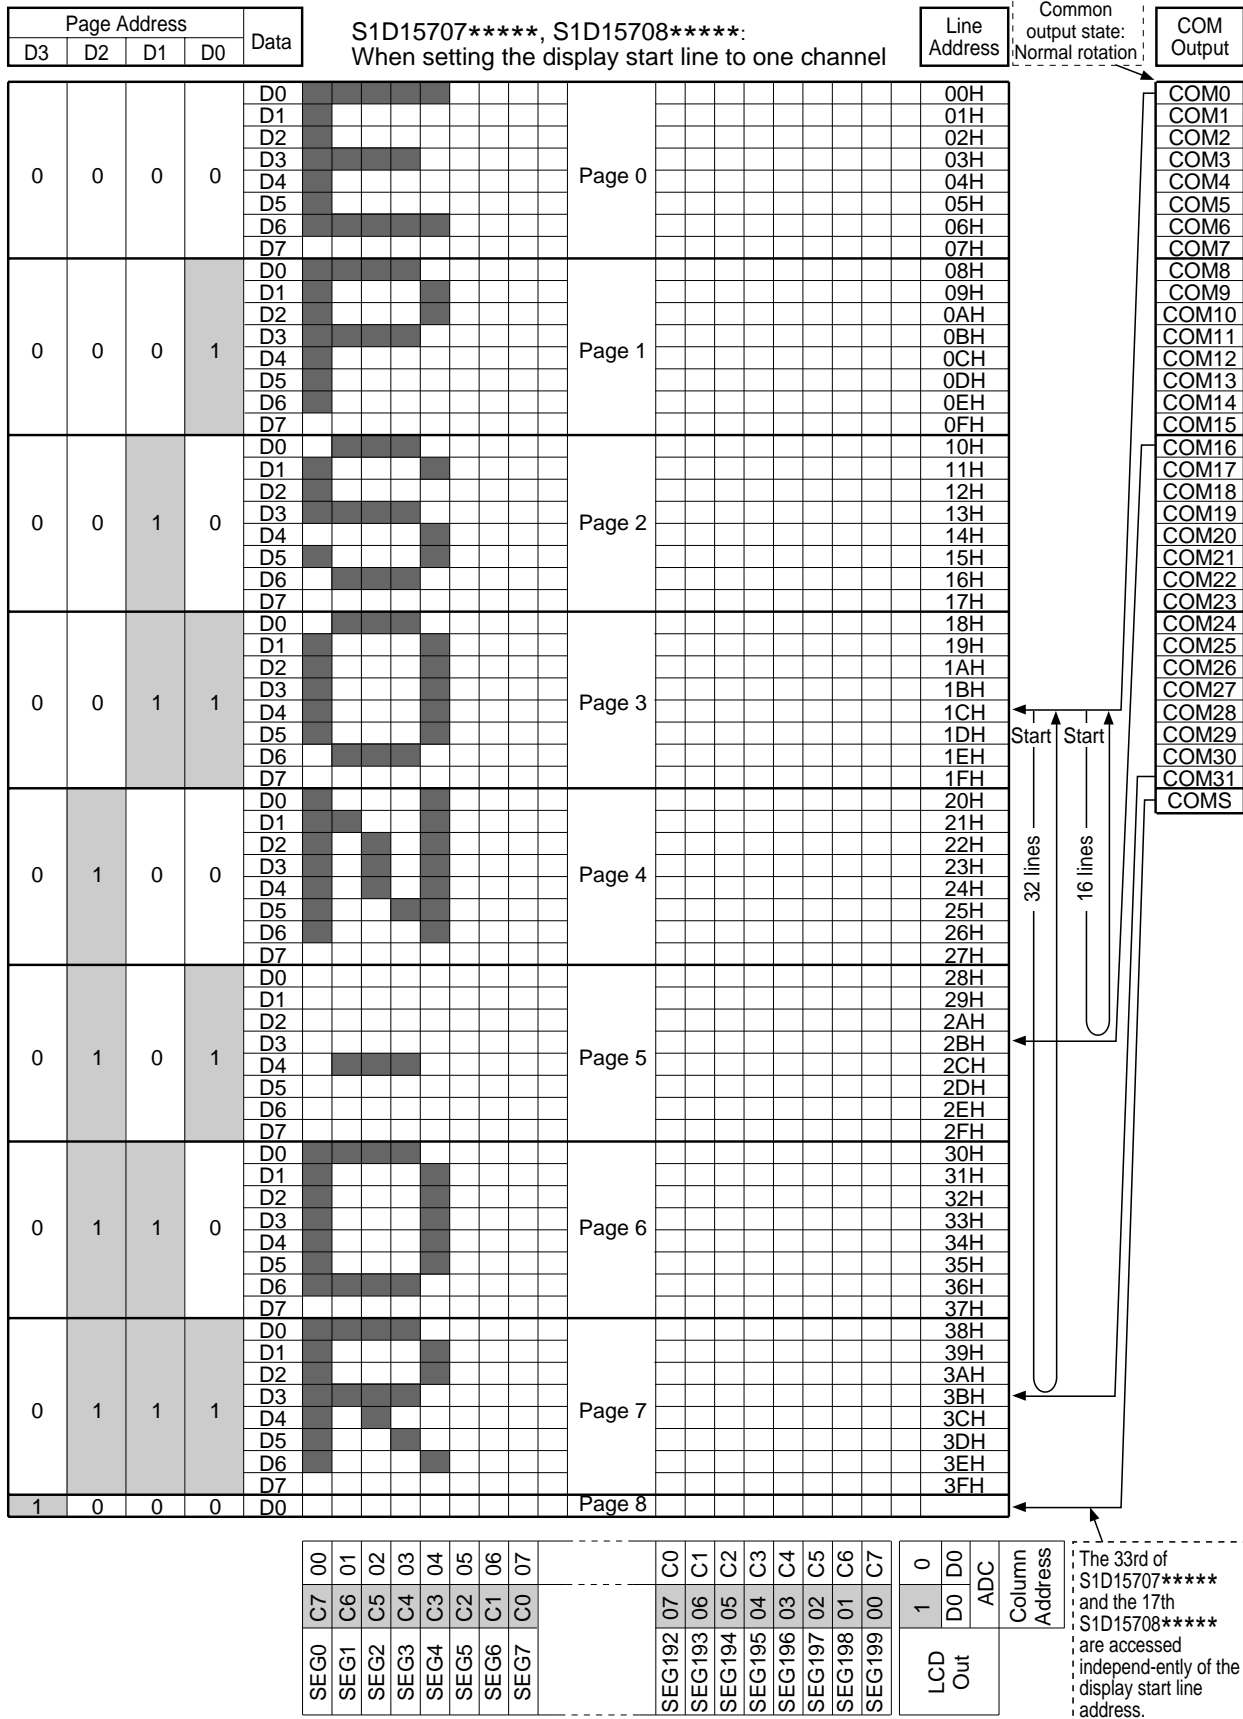 Page Address
D3 D2 D1 D0 Data
S1D15707*****, S1D15708*****:
When setting the display start line to one channel
Line
Address
Common
output state:
Normal rotation
COM
Output
0 0 0 0 Page 0
D0 00H COM0
D1 01H COM1
D2 02H COM2
D3 03H COM3
D4 04H COM4
D5 05H COM5
D6 06H COM6
D7 07H COM7
0 0 0 1 Page 1
D0 08H COM8
D1 09H COM9
D2 0AH COM10
D3 0BH COM11
D4 0CH COM12
D5 0DH COM13
D6 0EH COM14
D7 0FH COM15
0 0 1 0 Page 2
D0 10H COM16
D1 11H COM17
D2 12H COM18
D3 13H COM19
D4 14H COM20
D5 15H COM21
D6 16H COM22
D7 17H COM23
0 0 1 1 Page 3
D0 18H COM24
D1 19H COM25
D2 1AH COM26
D3 1BH COM27
D4 1CH COM28
D5 1DH Start Start COM29
D6 1EH COM30
D7 1FH COM31
0 1 0 0 Page 4
D0 20H COMS
D1 21H
D2 22H
D3 23H
D4 24H
D5 25H
D6 26H
D7 27H
32 lines
16 lines
0 1 0 1 Page 5
D0 28H
D1 29H
D2 2AH
D3 2BH
D4 2CH
D5 2DH
D6 2EH
D7 2FH
0 1 1 0 Page 6
D0 30H
D1 31H
D2 32H
D3 33H
D4 34H
D5 35H
D6 36H
D7 37H
0 1 1 1 Page 7
D0 38H
D1 39H
D2 3AH
D3 3BH
D4 3CH
D5 3DH
D6 3EH
D7 3FH
1 0 0 0 D0 Page 8
00 01 02 03 04 05 06 07 C0 C1 C2 C3 C4 C5 C6 C7 0 D0
C7 C6 C5 C4 C3 C2 C1 C0 07 06 05 04 03 02 01 00 1 D0
ADC
Column
Address
SEG0 SEG1 SEG2 SEG3 SEG4 SEG5 SEG6 SEG7 SEG192 SEG193 SEG194 SEG195 SEG196 SEG197 SEG198 SEG199
LCD
Out
The 33rd of
S1D15707*****
and the 17th
S1D15708*****
are accessed
independ-ently of the
display start line
address.